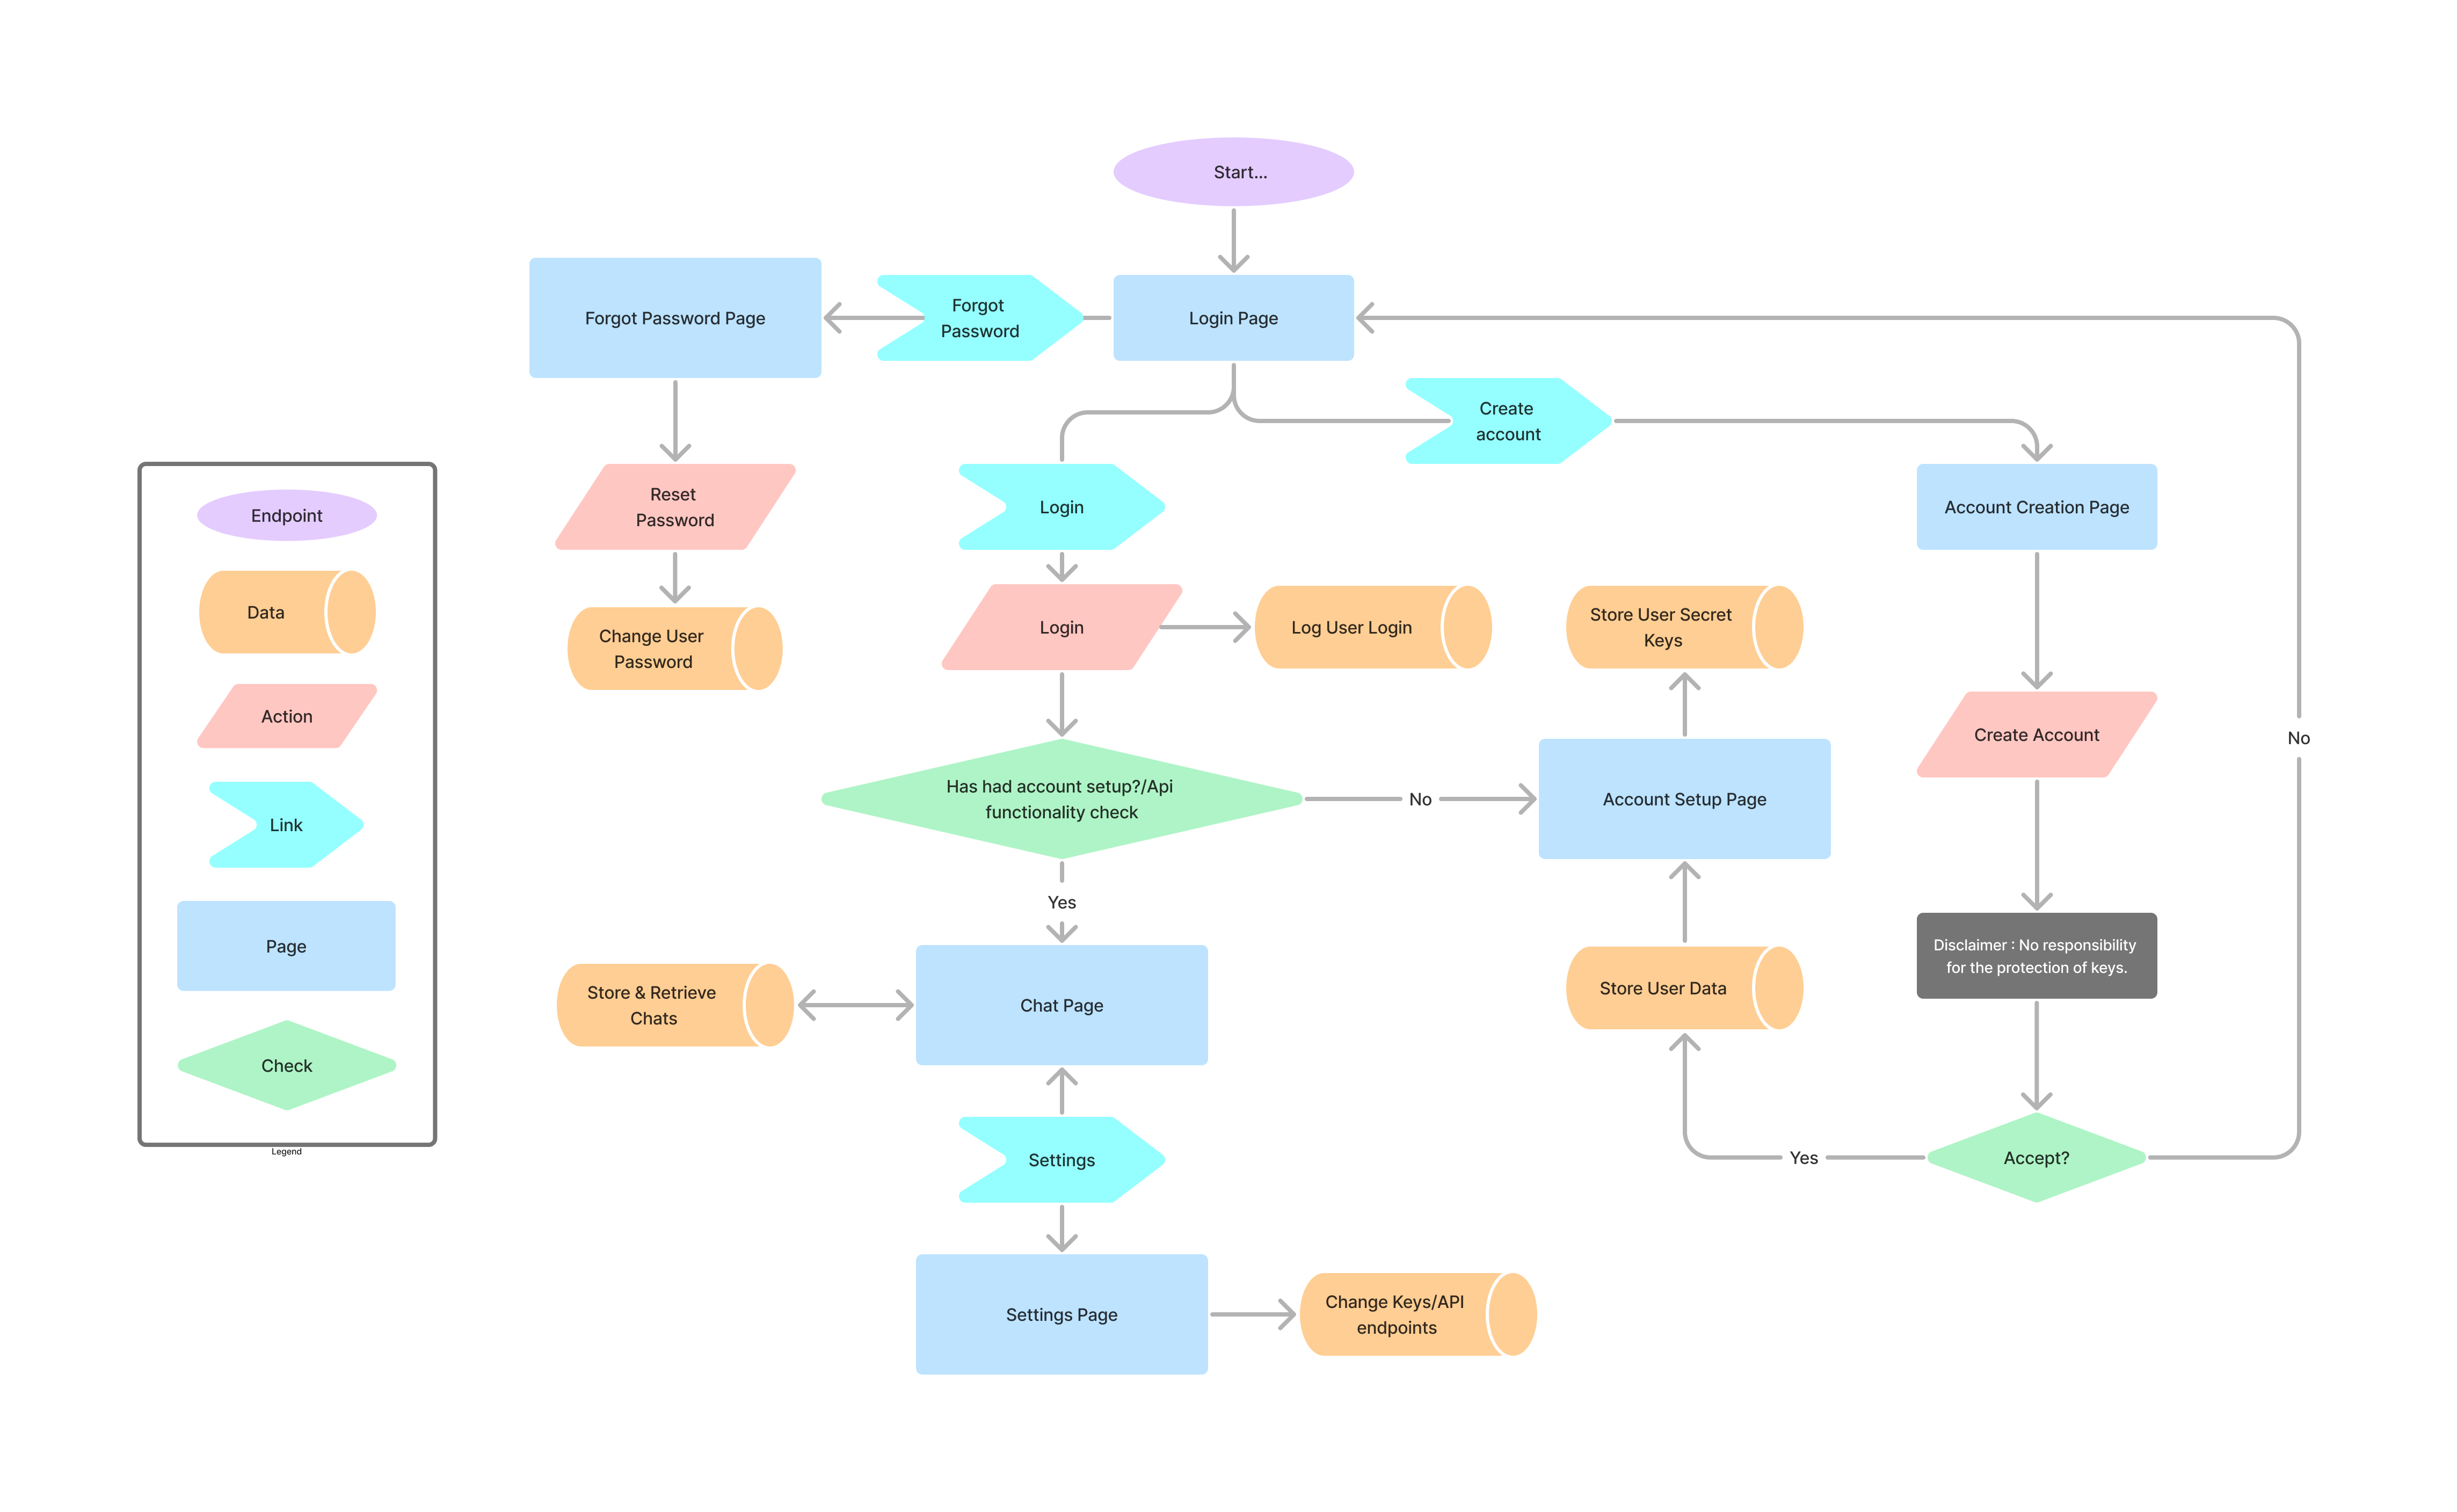 Start...
Forgot Password Page
Forgot
Password
Login Page
Create
account
Reset
Password
Login
Account Creation Page
Endpoint
Data
Action
Link
Page
Check
Legend
Change User
Password
Login
Log User Login
Store User Secret
Keys
Create Account
No
Has had account setup?/Api
functionality check
No
Account Setup Page
Yes
Store & Retrieve
Chats
Chat Page
Store User Data
Disclaimer : No responsibility
for the protection of keys.
Settings
Yes
Accept?
Settings Page
Change Keys/API
endpoints